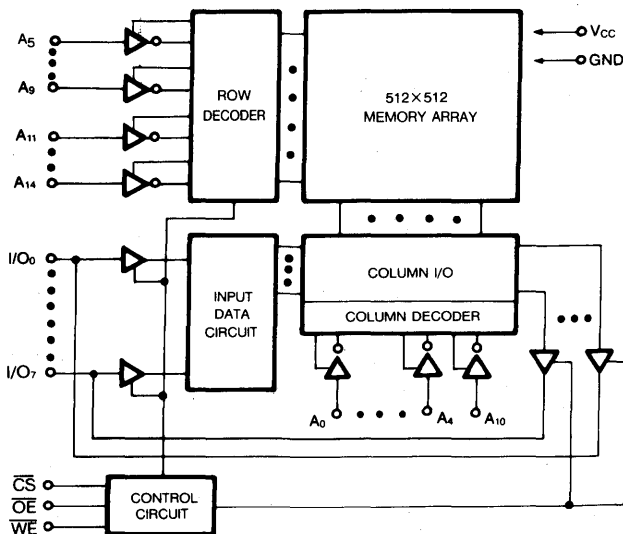 A5
A9
A11
A14
ROW
DECODER
512×512
MEMORY ARRAY
VCC
GND
I/O0
I/O7
INPUT
DATA
CIRCUIT
COLUMN I/O
COLUMN DECODER
A0
A4
A10
CS
OE
WE
CONTROL
CIRCUIT